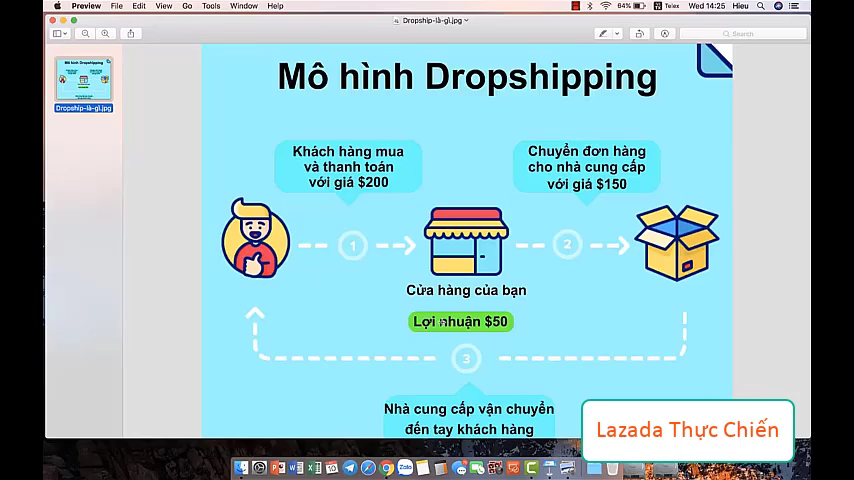 Preview File Edit View Go Tools Window Help
64% Telex Wed 14:25 Hieu
Dropship-là-gì.jpg
Search
Dropship-là-gì.jpg
Mô hình Dropshipping
Khách hàng mua
và thanh toán
với giá $200
Chuyển đơn hàng
cho nhà cung cấp
với giá $150
1
2
Cửa hàng của bạn
Lợi nhuận $50
3
Nhà cung cấp vận chuyển
đến tay khách hàng
Lazada Thực Chiến
Zalo